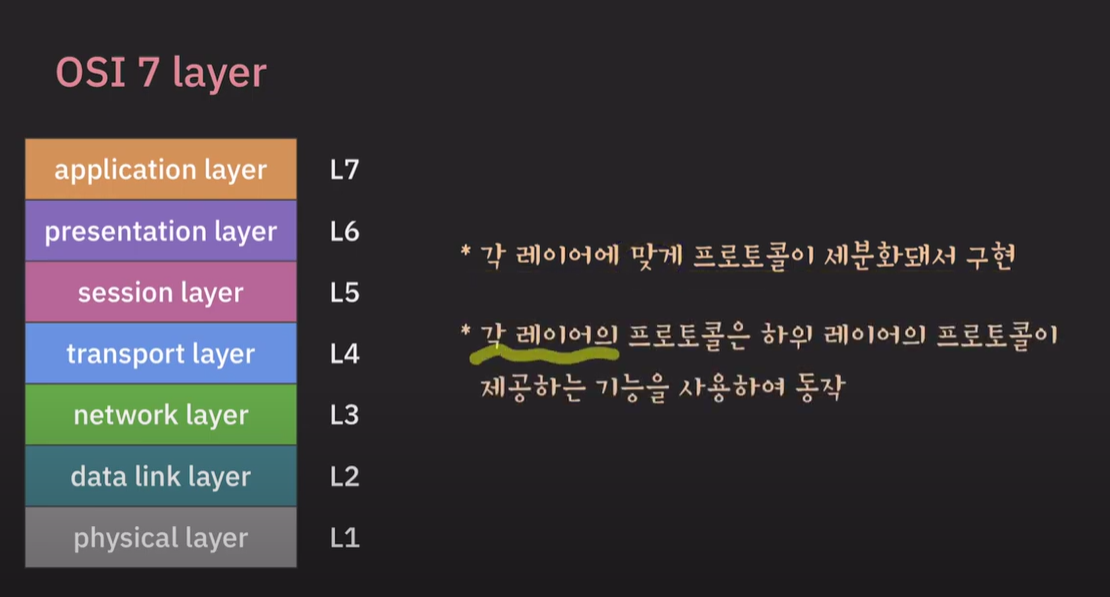 OSI 7 layer
application layer L7
presentation layer L6
session layer L5
transport layer L4
network layer L3
data link layer L2
physical layer L1
* 각 레이어에 맞게 프로토콜이 세분화돼서 구현
* 각 레이어의 프로토콜은 하위 레이어의 프로토콜이
제공하는 기능을 사용하여 동작